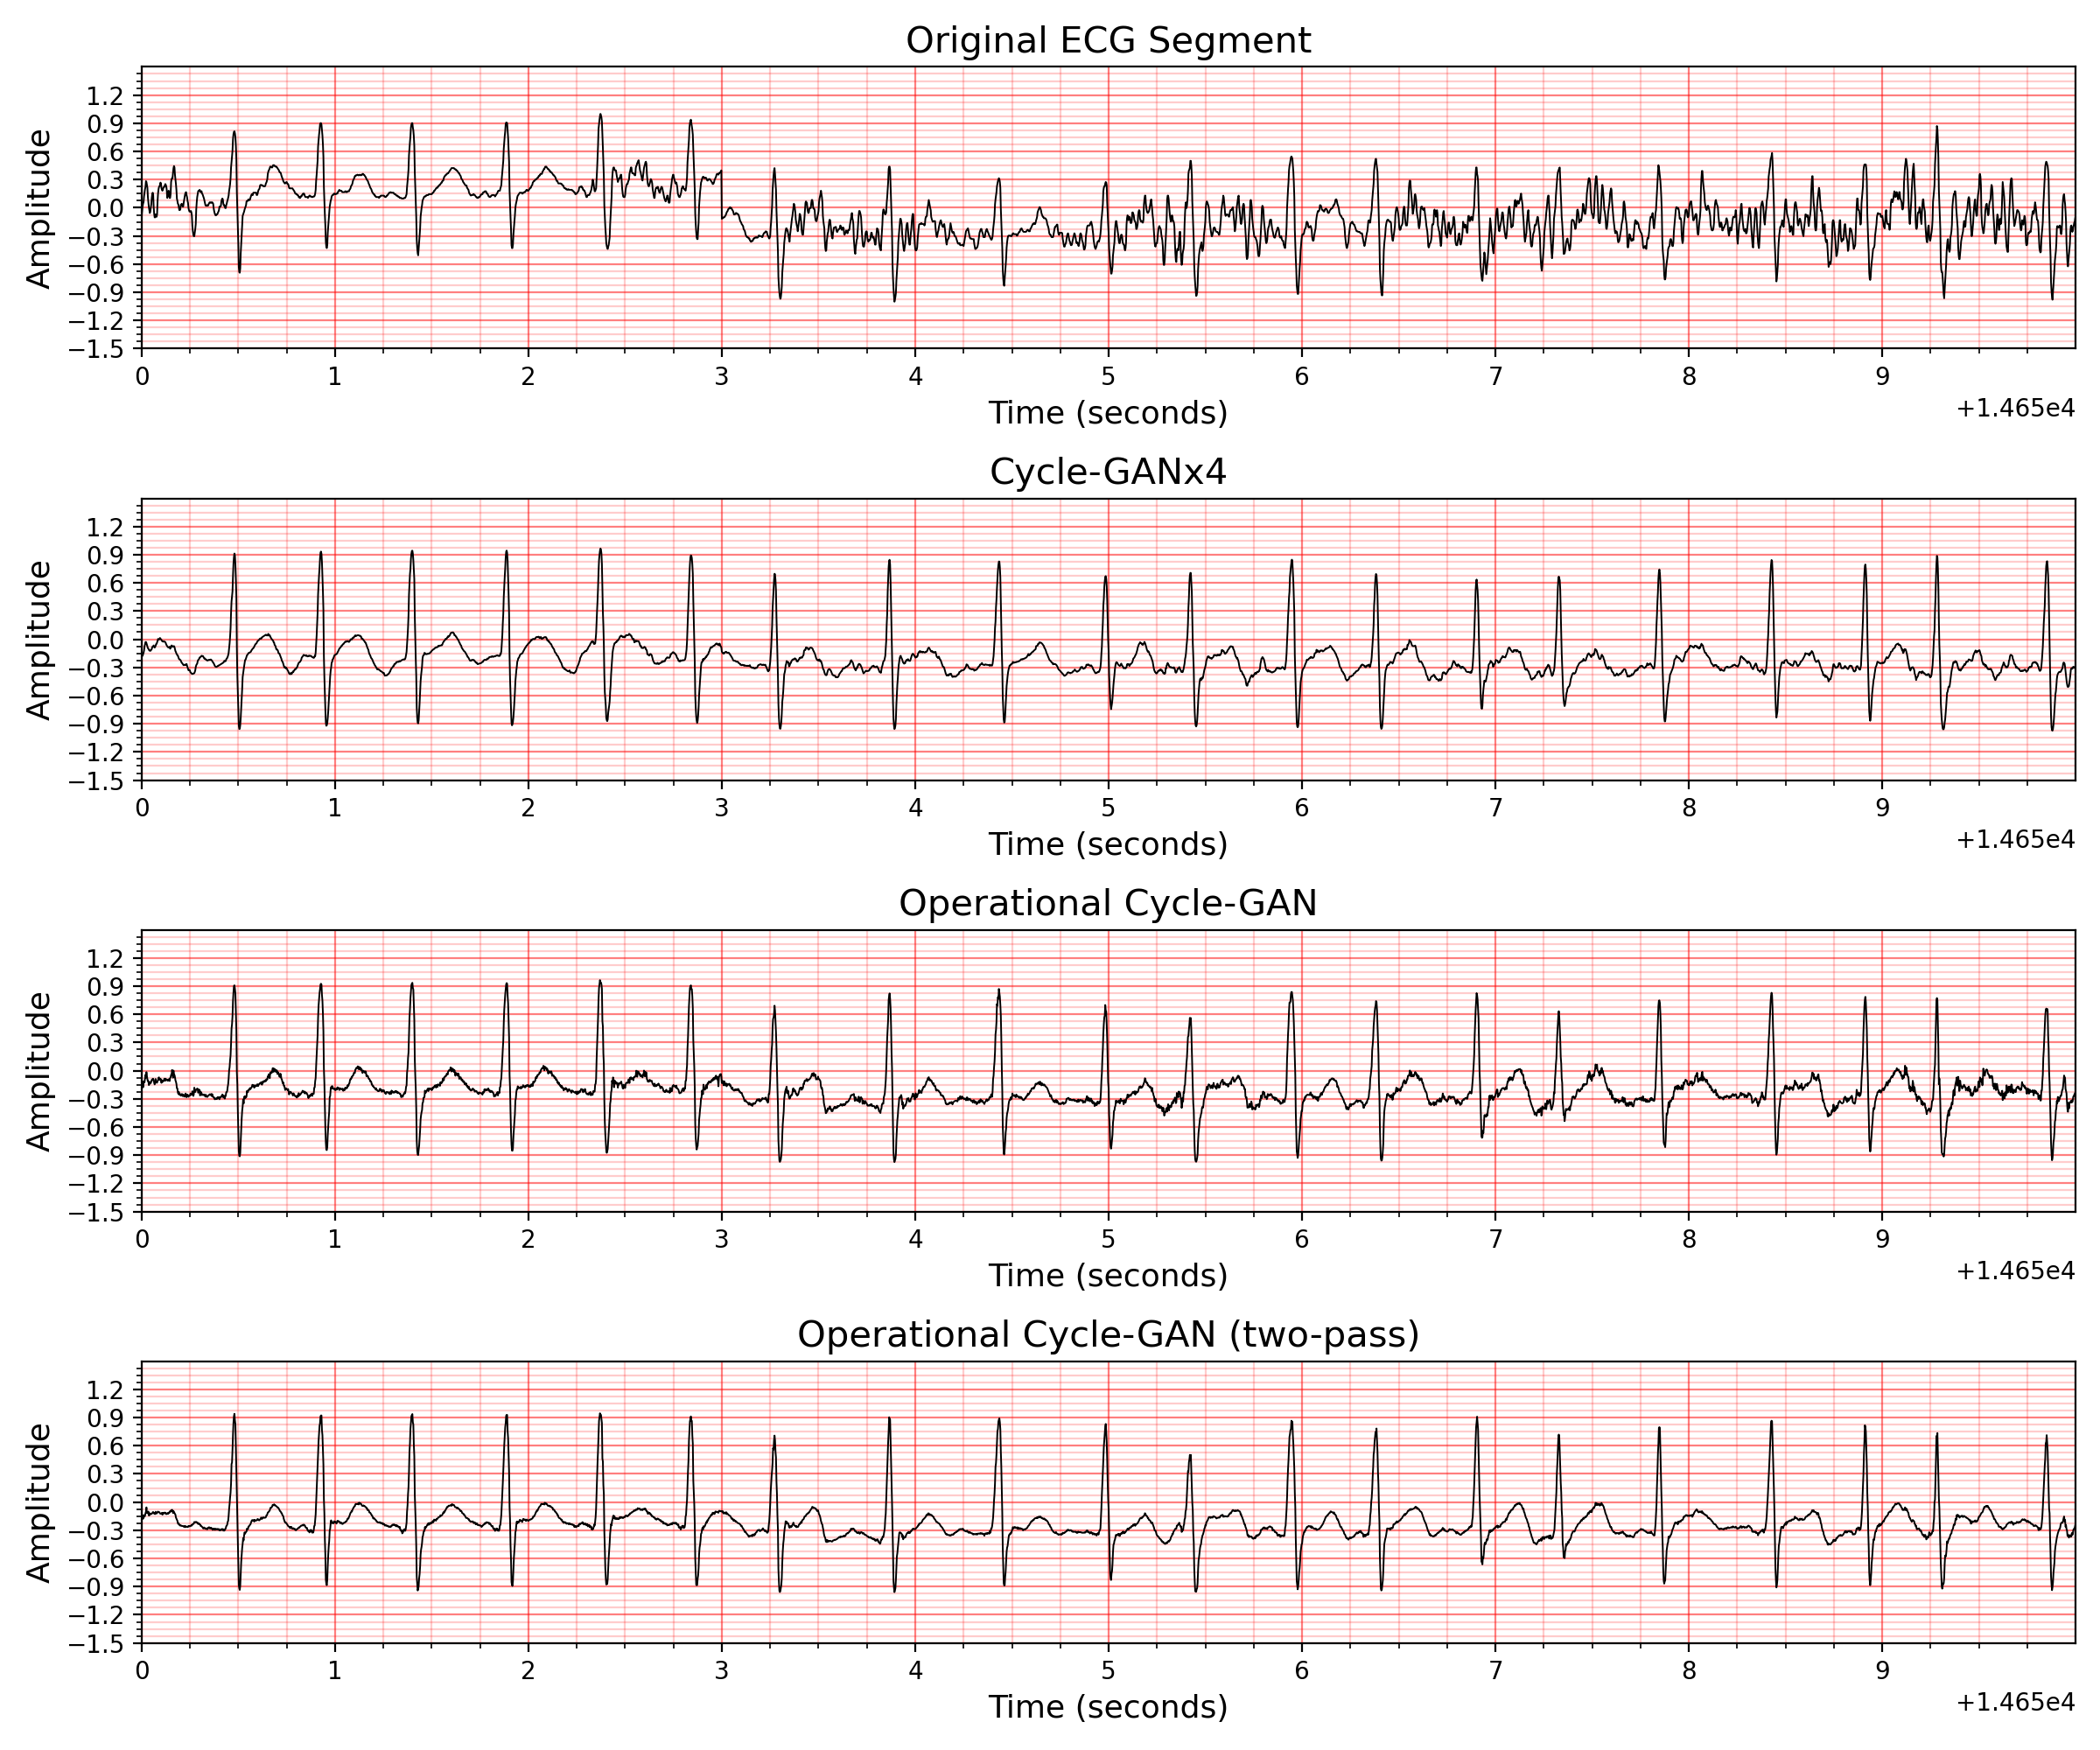 Original ECG Segment
Amplitude
1.2
0.9
0.6
0.3
0.0
−0.3
−0.6
−0.9
−1.2
−1.5
0 1 2 3 4 5 6 7 8 9
Time (seconds)
+1.465e4
Cycle-GANx4
Amplitude
1.2
0.9
0.6
0.3
0.0
−0.3
−0.6
−0.9
−1.2
−1.5
0 1 2 3 4 5 6 7 8 9
Time (seconds)
+1.465e4
Operational Cycle-GAN
Amplitude
1.2
0.9
0.6
0.3
0.0
−0.3
−0.6
−0.9
−1.2
−1.5
0 1 2 3 4 5 6 7 8 9
Time (seconds)
+1.465e4
Operational Cycle-GAN (two-pass)
Amplitude
1.2
0.9
0.6
0.3
0.0
−0.3
−0.6
−0.9
−1.2
−1.5
0 1 2 3 4 5 6 7 8 9
Time (seconds)
+1.465e4